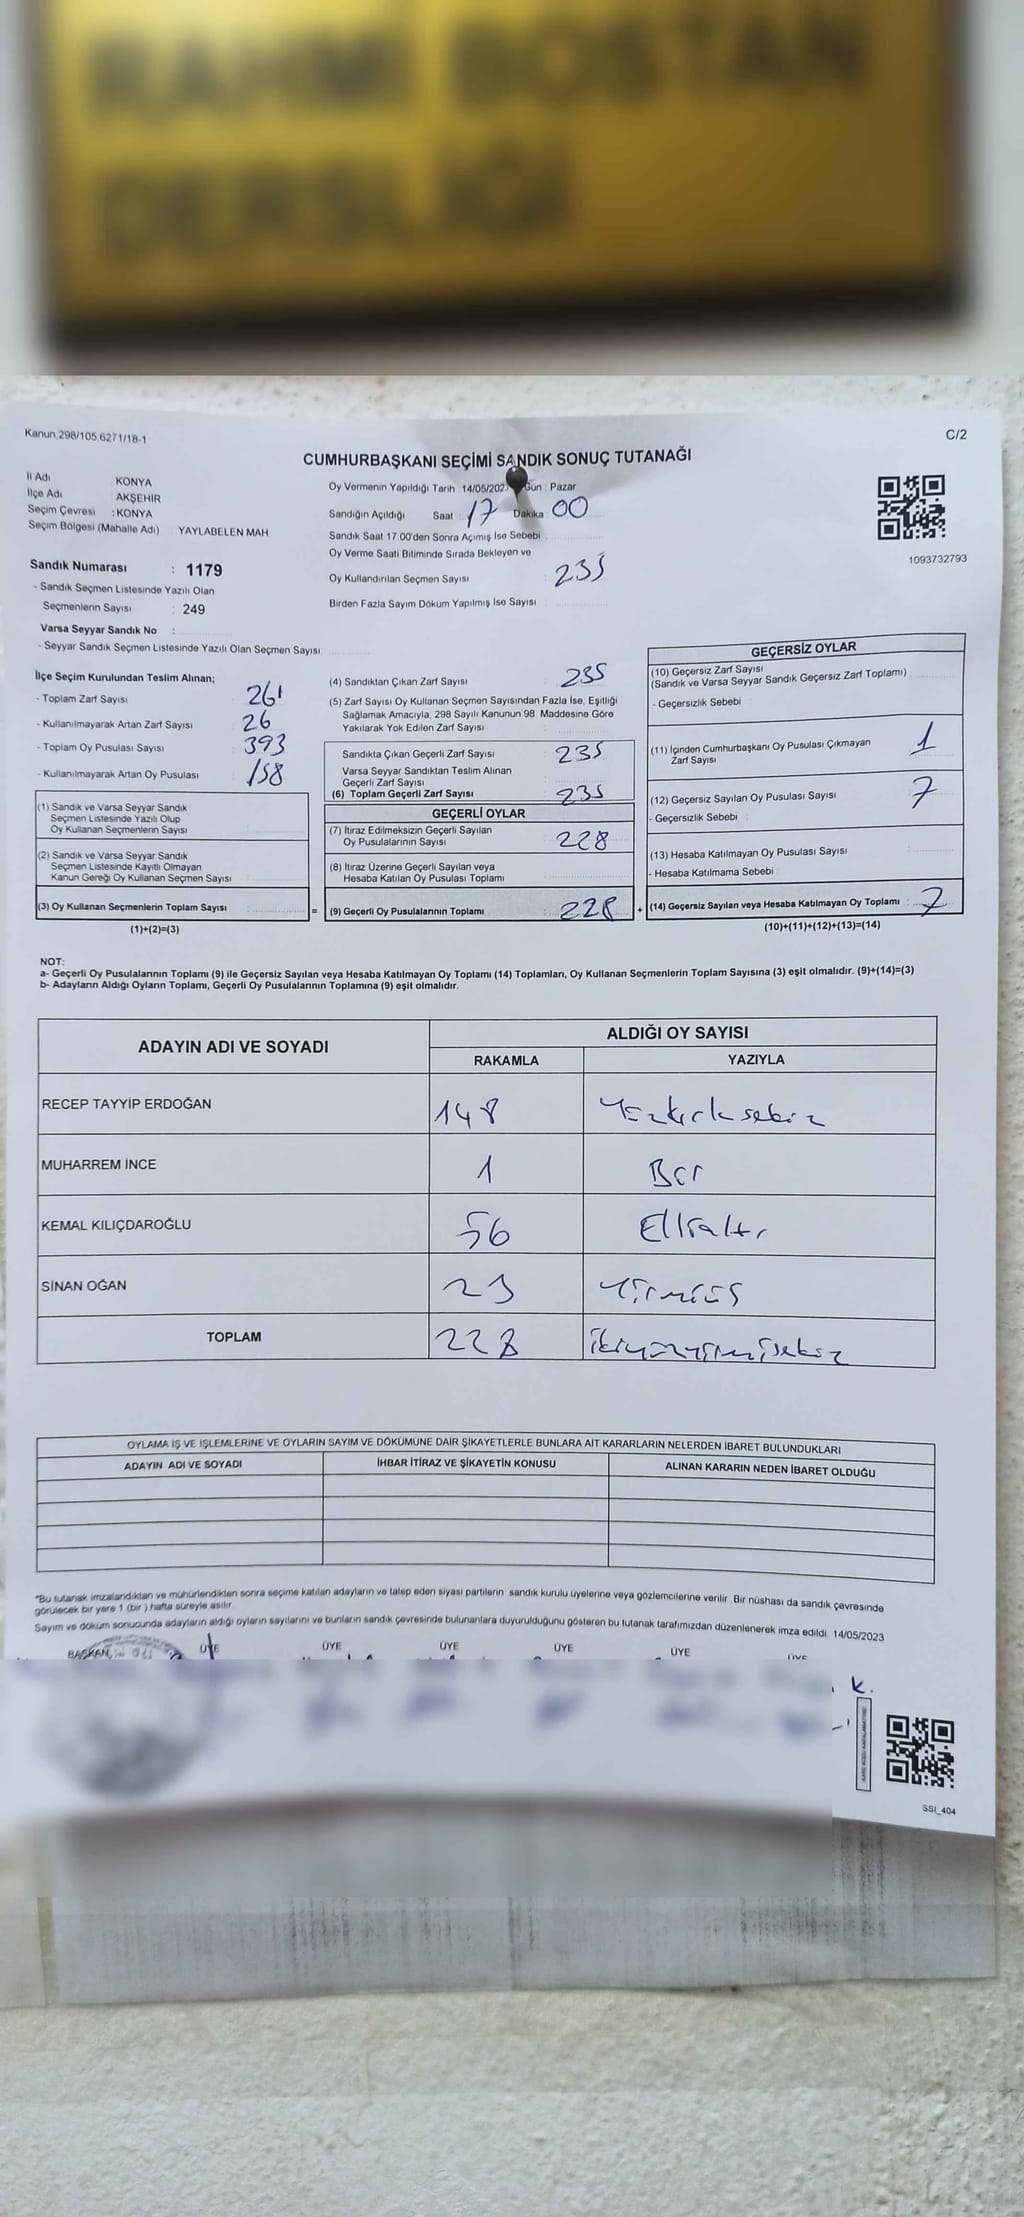 RAHMİ BOSTAN
DERSLİĞİ
Kanun.298/105,6271/18-1
C/2
CUMHURBAŞKANI SEÇİMİ SANDIK SONUÇ TUTANAĞI
İl Adı KONYA
İlçe Adı AKŞEHİR
Seçim Çevresi : KONYA
Seçim Bölgesi (Mahalle Adı) : YAYLABELEN MAH
Sandık Numarası : 1179
- Sandık Seçmen Listesinde Yazılı Olan
Seçmenlerin Sayısı : 249
Varsa Seyyar Sandık No :
- Seyyar Sandık Seçmen Listesinde Yazılı Olan Seçmen Sayısı
Oy Vermenin Yapıldığı Tarih 14/05/2023 Gün : Pazar
Sandığın Açıldığı Saat 17 Dakika 00
Sandık Saat 17.00'den Sonra Açımış İse Sebebi
Oy Verme Saati Bitiminde Sırada Bekleyen ve
Oy Kullandırılan Seçmen Sayısı 235
Birden Fazla Sayım Döküm Yapılmış İse Sayısı
1093732793
İlçe Seçim Kurulundan Teslim Alınan;
- Toplam Zarf Sayısı 261
- Kullanılmayarak Artan Zarf Sayısı 26
- Toplam Oy Pusulası Sayısı 393
- Kullanılmayarak Artan Oy Pusulası 158
(1) Sandık ve Varsa Seyyar Sandık
Seçmen Listesinde Yazılı Olup
Oy Kullanan Seçmenlerin Sayısı
(2) Sandık ve Varsa Seyyar Sandık
Seçmen Listesinde Kayıtlı Olmayan
Kanun Gereği Oy Kullanan Seçmen Sayısı
(3) Oy Kullanan Seçmenlerin Toplam Sayısı =
(1)+(2)=(3)
(4) Sandıktan Çıkan Zarf Sayısı 235
(5) Zarf Sayısı Oy Kullanan Seçmen Sayısından Fazla İse, Eşitliği
Sağlamak Amacıyla, 298 Sayılı Kanunun 98. Maddesine Göre
Yakılarak Yok Edilen Zarf Sayısı
Sandıkta Çıkan Geçerli Zarf Sayısı 235
Varsa Seyyar Sandıktan Teslim Alınan
Geçerli Zarf Sayısı
(6) Toplam Geçerli Zarf Sayısı 235
GEÇERLİ OYLAR
(7) İtiraz Edilmeksizin Geçerli Sayılan
Oy Pusulalarının Sayısı 228
(8) İtiraz Üzerine Geçerli Sayılan veya
Hesaba Katılan Oy Pusulası Toplamı
(9) Geçerli Oy Pusulalarının Toplamı : 228 +
GEÇERSİZ OYLAR
(10) Geçersiz Zarf Sayısı
(Sandık ve Varsa Seyyar Sandık Geçersiz Zarf Toplamı)
- Geçersizlik Sebebi
(11) İçinden Cumhurbaşkanı Oy Pusulası Çıkmayan
Zarf Sayısı 1
(12) Geçersiz Sayılan Oy Pusulası Sayısı 7
- Geçersizlik Sebebi :
(13) Hesaba Katılmayan Oy Pusulası Sayısı
- Hesaba Katılmama Sebebi
(14) Geçersiz Sayılan veya Hesaba Katılmayan Oy Toplamı : 7
(10)+(11)+(12)+(13)=(14)
NOT:
a- Geçerli Oy Pusulalarının Toplamı (9) ile Geçersiz Sayılan veya Hesaba Katılmayan Oy Toplamı (14) Toplamları, Oy Kullanan Seçmenlerin Toplam Sayısına (3) eşit olmalıdır. (9)+(14)=(3)
b- Adayların Aldığı Oyların Toplamı, Geçerli Oy Pusulalarının Toplamına (9) eşit olmalıdır.
ADAYIN ADI VE SOYADI
ALDIĞI OY SAYISI
RAKAMLA YAZIYLA
RECEP TAYYİP ERDOĞAN 148 Yüzkırksekiz
MUHARREM İNCE 1 Bir
KEMAL KILIÇDAROĞLU 56 Ellialtı
SİNAN OĞAN 23 Yirmiüç
TOPLAM 228 ikiyüzyirmisekiz
OYLAMA İŞ VE İŞLEMLERİNE VE OYLARIN SAYIM VE DÖKÜMÜNE DAİR ŞİKAYETLERLE BUNLARA AİT KARARLARIN NELERDEN İBARET BULUNDUKLARI
ADAYIN ADI VE SOYADI İHBAR İTİRAZ VE ŞİKAYETİN KONUSU ALINAN KARARIN NEDEN İBARET OLDUĞU
*Bu tutanak imzalandıktan ve mühürlendikten sonra seçime katılan adayların ve talep eden siyasi partilerin sandık kurulu üyelerine veya gözlemcilerine verilir. Bir nüshası da sandık çevresinde
görülecek bir yere 1 (bir) hafta süreyle asılır.
Sayım ve döküm sonucunda adayların aldığı oyların sayılarını ve bunların sandık çevresinde bulunanlara duyurulduğunu gösteren bu tutanak tarafımızdan düzenlenerek imza edildi. 14/05/2023
BAŞKAN ÜYE ÜYE ÜYE ÜYE ÜYE ÜYE
K.
SSI_404